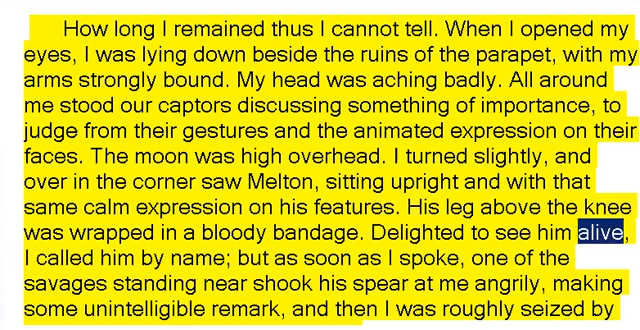 How long I remained thus I cannot tell. When I opened my
eyes, I was lying down beside the ruins of the parapet, with my
arms strongly bound. My head was aching badly. All around
me stood our captors discussing something of importance, to
judge from their gestures and the animated expression on their
faces. The moon was high overhead. I turned slightly, and
over in the corner saw Melton, sitting upright and with that
same calm expression on his features. His leg above the knee
was wrapped in a bloody bandage. Delighted to see him alive,
I called him by name; but as soon as I spoke, one of the
savages standing near shook his spear at me angrily, making
some unintelligible remark, and then I was roughly seized by